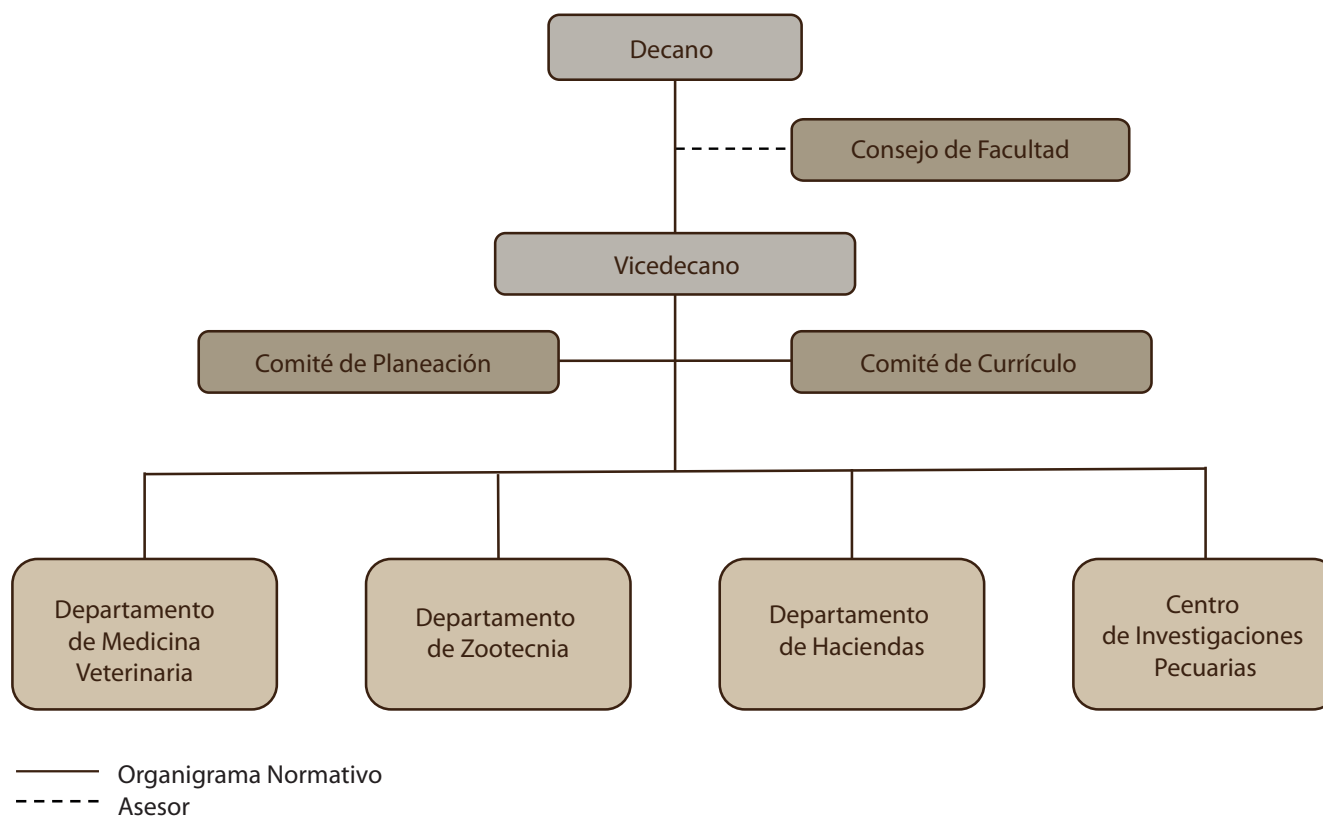 Decano
Consejo de Facultad
Vicedecano
Comité de Planeación
Comité de Currículo
Departamento
de Medicina
Veterinaria
Departamento
de Zootecnia
Departamento
de Haciendas
Centro
de Investigaciones
Pecuarias
Organigrama Normativo
Asesor